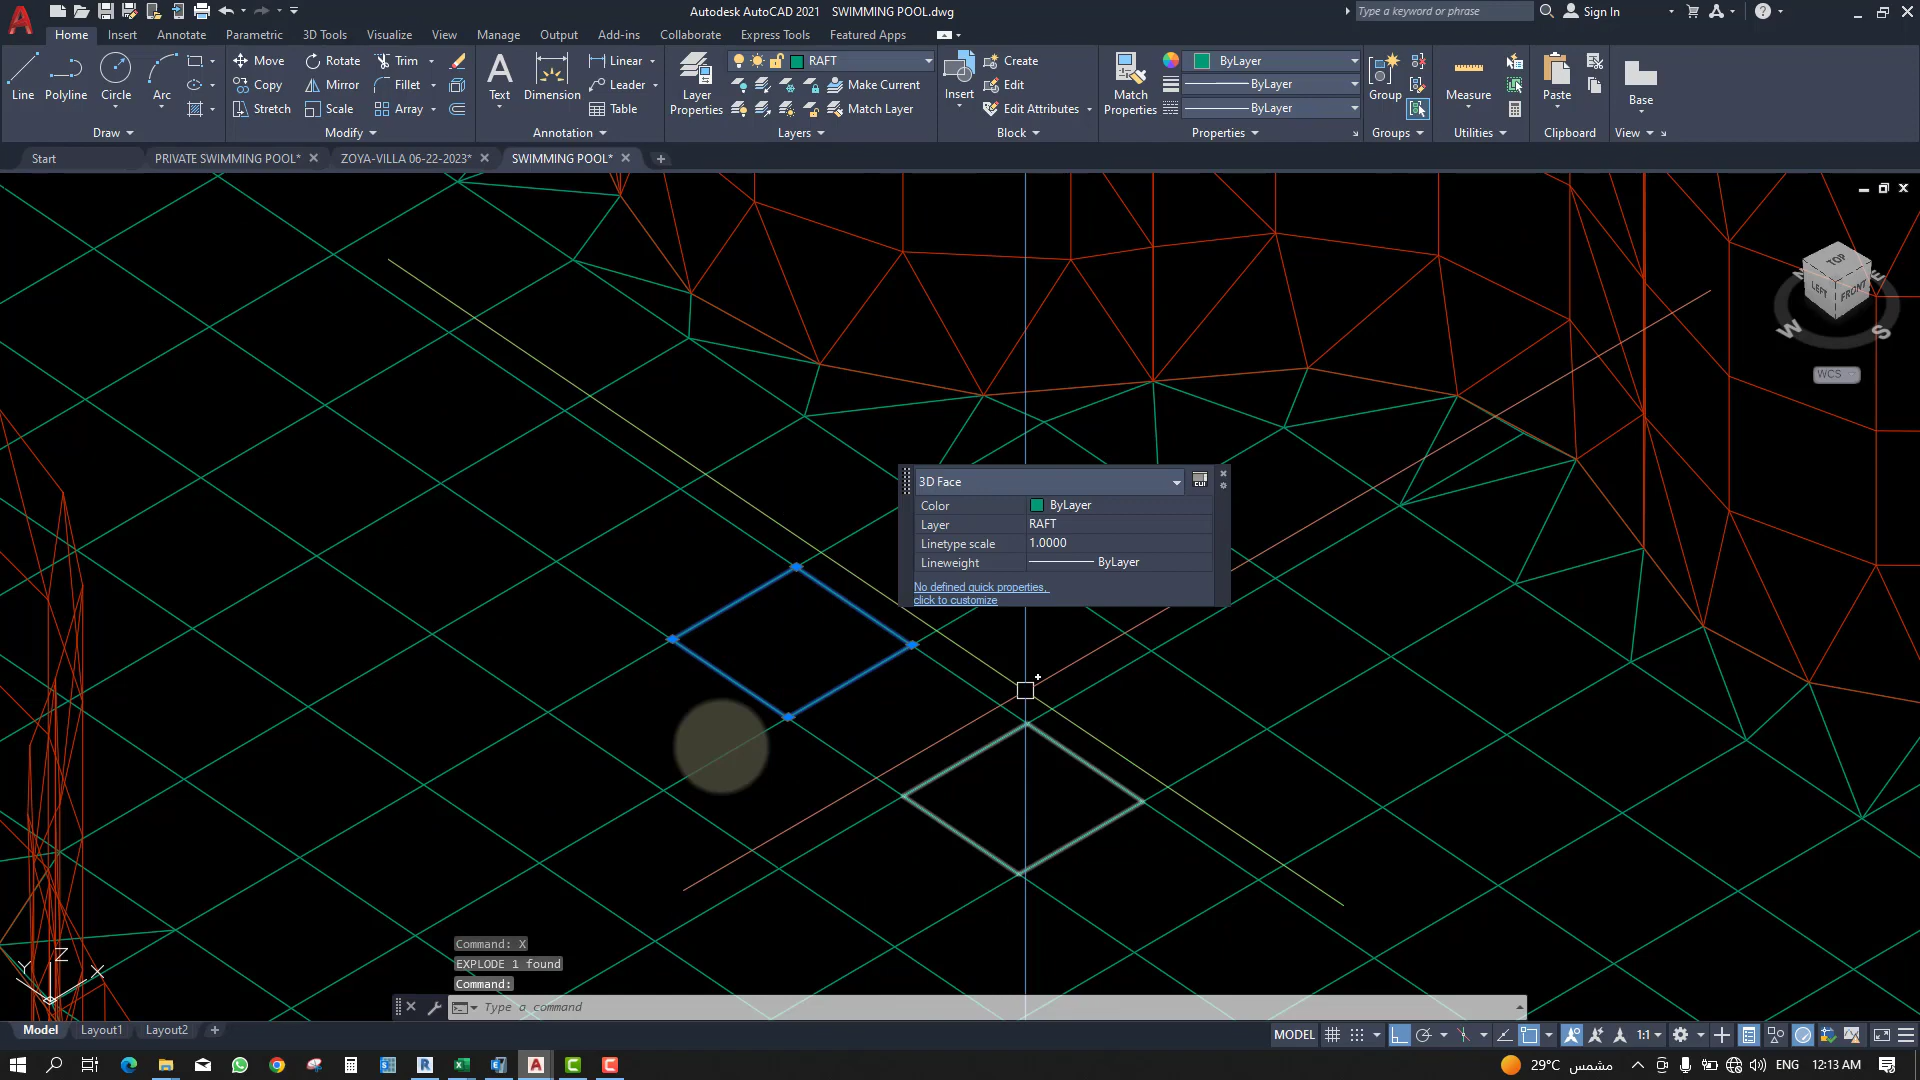 Autodesk AutoCAD 2021 SWIMMING POOL.dwg
Type a keyword or phrase
Sign In
Home Insert Annotate Parametric 3D Tools Visualize View Manage Output Add-ins Collaborate Express Tools Featured Apps
Line Polyline Circle Arc
Draw
Move Rotate Trim
Copy Mirror Fillet
Stretch Scale Array
Modify
Text Dimension
Linear
Leader
Table
Annotation
Layer Properties
RAFT
Make Current
Match Layer
Layers
Insert
Create
Edit
Edit Attributes
Block
Match Properties
ByLayer
ByLayer
ByLayer
Properties
Group
Groups
Measure
Utilities
Paste
Clipboard
Base
View
Start PRIVATE SWIMMING POOL* ZOYA-VILLA 06-22-2023* SWIMMING POOL*
TOP
LEFT FRONT
N E
W S
WCS
3D Face
CUI
Color ByLayer
Layer RAFT
Linetype scale 1.0000
Lineweight ByLayer
No defined quick properties,
click to customize
Z
Y X
Command: X
EXPLODE 1 found
Command:
Type a command
Model Layout1 Layout2
MODEL 1:1
29°C مشمس ENG 12:13 AM